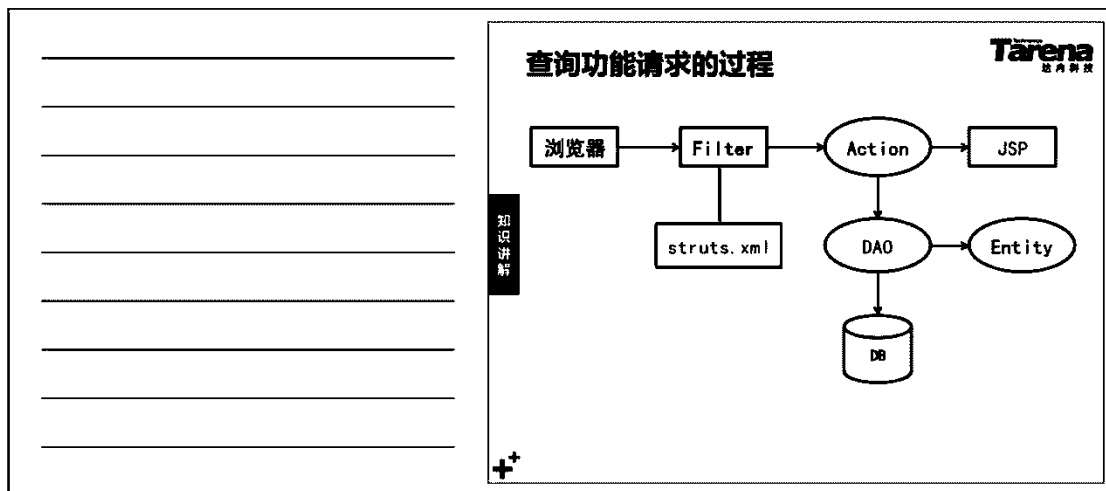 查询功能请求的过程
Tarena
达内科技
浏览器
Filter
Action
JSP
知识讲解
struts.xml
DAO
Entity
DB